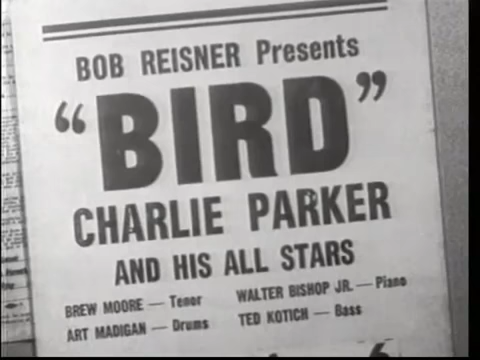 BOB REISNER Presents
"BIRD"
CHARLIE PARKER
AND HIS ALL STARS
BREW MOORE — Tenor WALTER BISHOP JR. — Piano
ART MADIGAN — Drums TED KOTICH — Bass